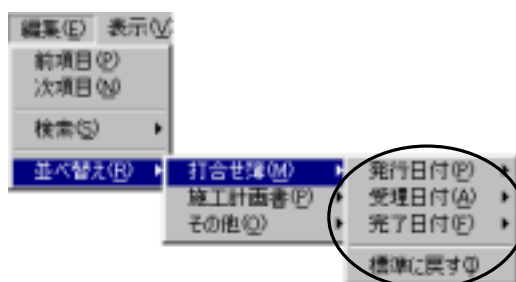 編集(E) 表示(V)
前項目(P)
次項目(N)
検索(S)
並べ替え(R)
打合せ簿(M)
施工計画書(P)
その他(O)
発行日付(P)
受理日付(A)
完了日付(F)
標準に戻す(I)